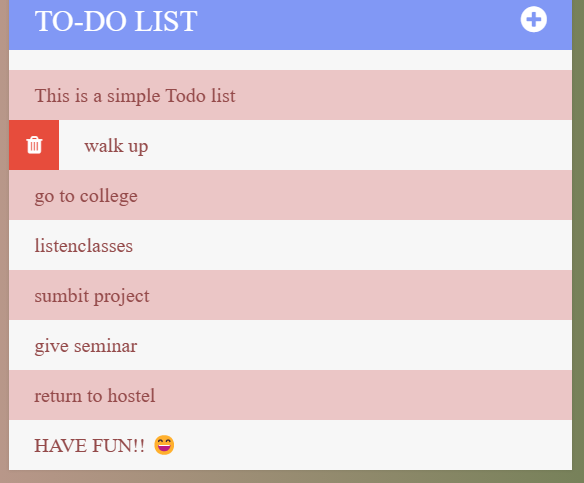 TO-DO LIST
This is a simple Todo list
walk up
go to college
listenclasses
sumbit project
give seminar
return to hostel
HAVE FUN!! 😄